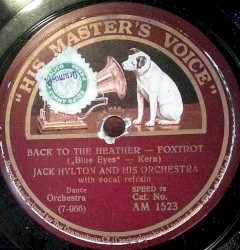 "HIS MASTER'S VOICE"
BACK TO THE HEATHER — FOXTROT
("Blue Eyes" — Kern)
JACK HYLTON AND HIS ORCHESTRA
with vocal refrain
Dance
Orchestra
(7-966)
SPEED 78
Cat. No.
AM 1523